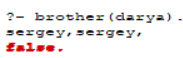 ?- brother(darya).
sergey,sergey,
false.